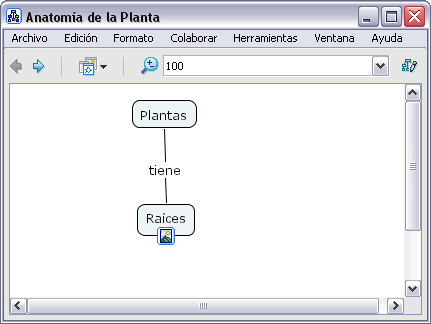 Anatomía de la Planta
Archivo Edición Formato Colaborar Herramientas Ventana Ayuda
100
Plantas
tiene
Raíces